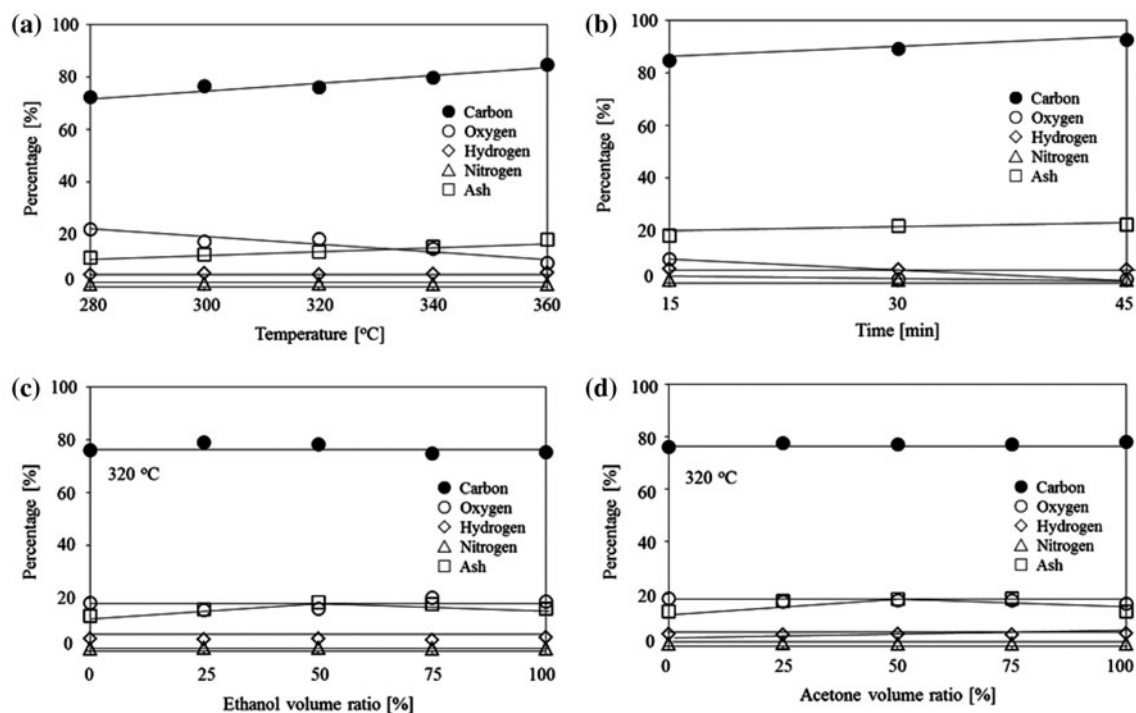 (a)
100
80
60
40
20
0
Percentage [%]
Carbon
Oxygen
Hydrogen
Nitrogen
Ash
280 300 320 340 360
Temperature [°C]
(b)
100
80
60
40
20
0
Percentage [%]
Carbon
Oxygen
Hydrogen
Nitrogen
Ash
15 30 45
Time [min]
(c)
100
80
60
40
20
0
Percentage [%]
320 °C
Carbon
Oxygen
Hydrogen
Nitrogen
Ash
0 25 50 75 100
Ethanol volume ratio [%]
(d)
100
80
60
40
20
0
Percentage [%]
320 °C
Carbon
Oxygen
Hydrogen
Nitrogen
Ash
0 25 50 75 100
Acetone volume ratio [%]